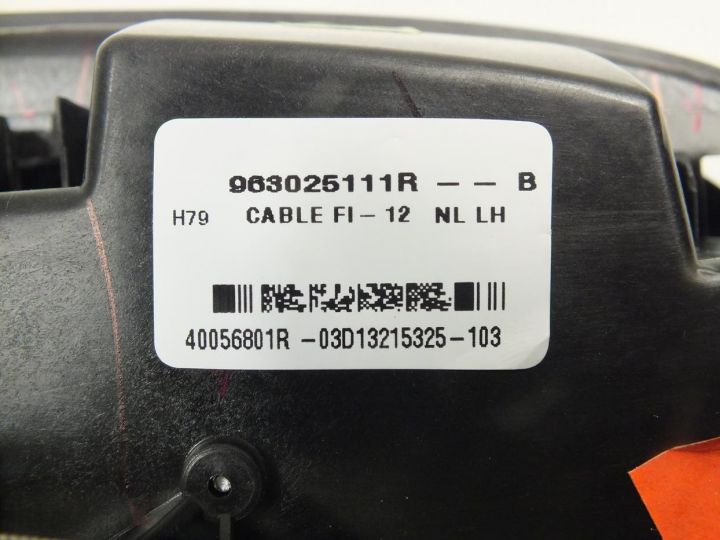 963025111R -- B
H79 CABLE FI-12 NL LH
40056801R -03D13215325-103